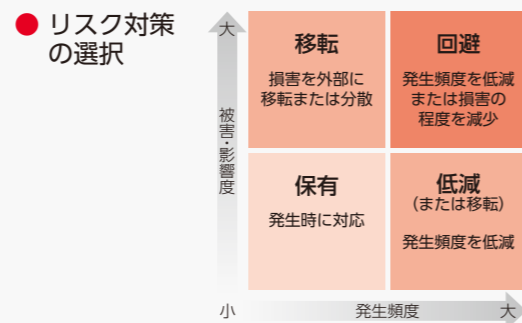 ● リスク対策
の選択
大
被害・影響度
小
移転
損害を外部に
移転または分散
回避
発生頻度を低減
または損害の
程度を減少
保有
発生時に対応
低減
（または移転）
発生頻度を低減
発生頻度
大